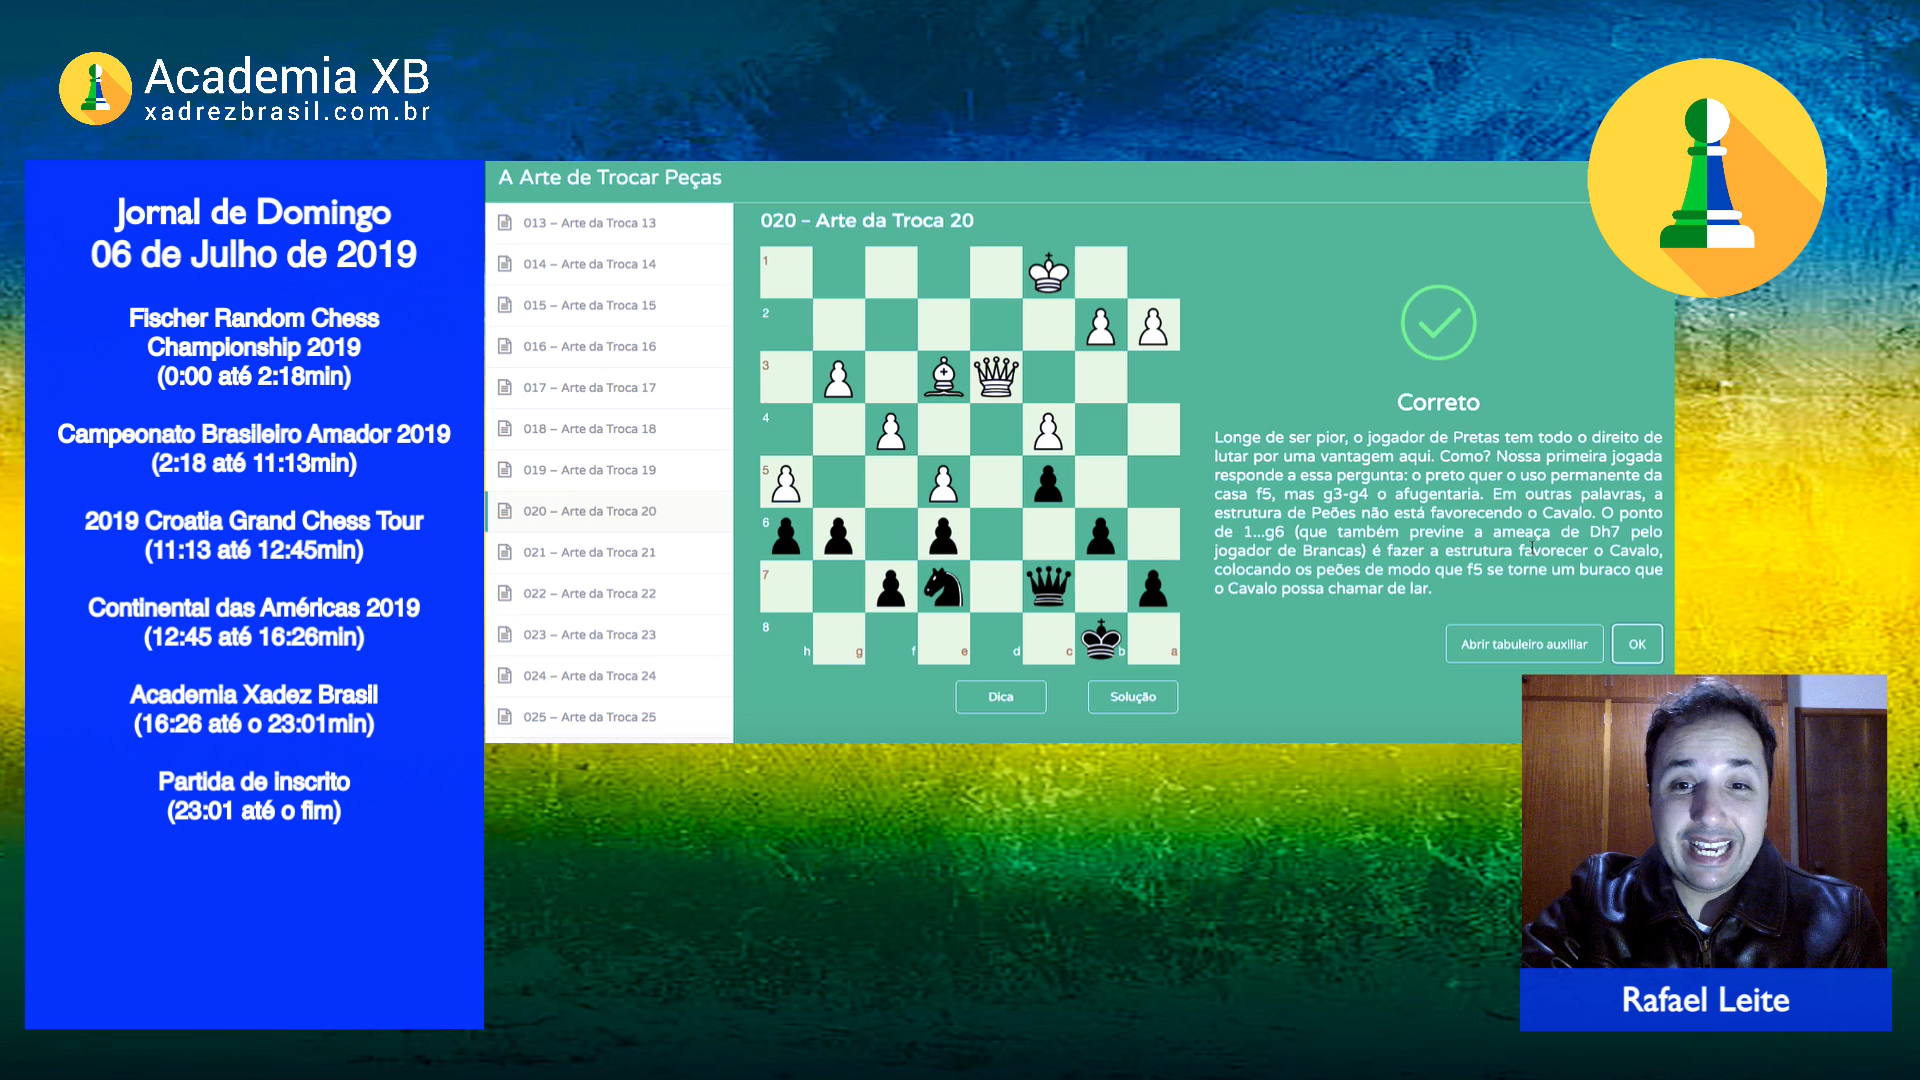 Academia XB
xadrezbrasil.com.br
Jornal de Domingo
06 de Julho de 2019
Fischer Random Chess
Championship 2019
(0:00 até 2:18min)
Campeonato Brasileiro Amador 2019
(2:18 até 11:13min)
2019 Croatia Grand Chess Tour
(11:13 até 12:45min)
Continental das Américas 2019
(12:45 até 16:26min)
Academia Xadez Brasil
(16:26 até o 23:01min)
Partida de inscrito
(23:01 até o fim)
A Arte de Trocar Peças
013 – Arte da Troca 13
014 – Arte da Troca 14
015 – Arte da Troca 15
016 – Arte da Troca 16
017 – Arte da Troca 17
018 – Arte da Troca 18
019 – Arte da Troca 19
020 – Arte da Troca 20
021 – Arte da Troca 21
022 – Arte da Troca 22
023 – Arte da Troca 23
024 – Arte da Troca 24
025 – Arte da Troca 25
020 – Arte da Troca 20
1
2
3
4
5
6
7
8
h g f e d c b a
Dica
Solução
Correto
Longe de ser pior, o jogador de Pretas tem todo o direito de
lutar por uma vantagem aqui. Como? Nossa primeira jogada
responde a essa pergunta: o preto quer o uso permanente da
casa f5, mas g3-g4 o afugentaria. Em outras palavras, a
estrutura de Peões não está favorecendo o Cavalo. O ponto
de 1...g6 (que também previne a ameaça de Dh7 pelo
jogador de Brancas) é fazer a estrutura favorecer o Cavalo,
colocando os peões de modo que f5 se torne um buraco que
o Cavalo possa chamar de lar.
Abrir tabuleiro auxiliar
OK
Rafael Leite